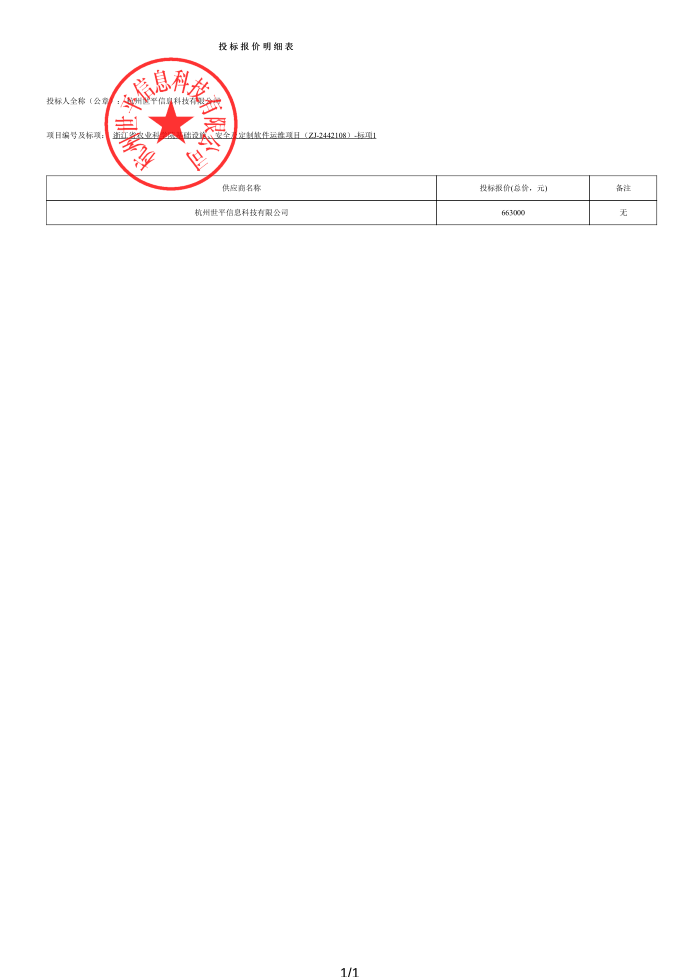 投标报价明细表
投标人全称（公章）：杭州世平信息科技有限公司
杭州世平信息科技有限公司
项目编号及标项： 浙江省农业科学院基础设施、安全及定制软件运维项目（ZJ-2442108）-标项1
供应商名称 投标报价(总价，元) 备注
杭州世平信息科技有限公司 663000 无
1/1